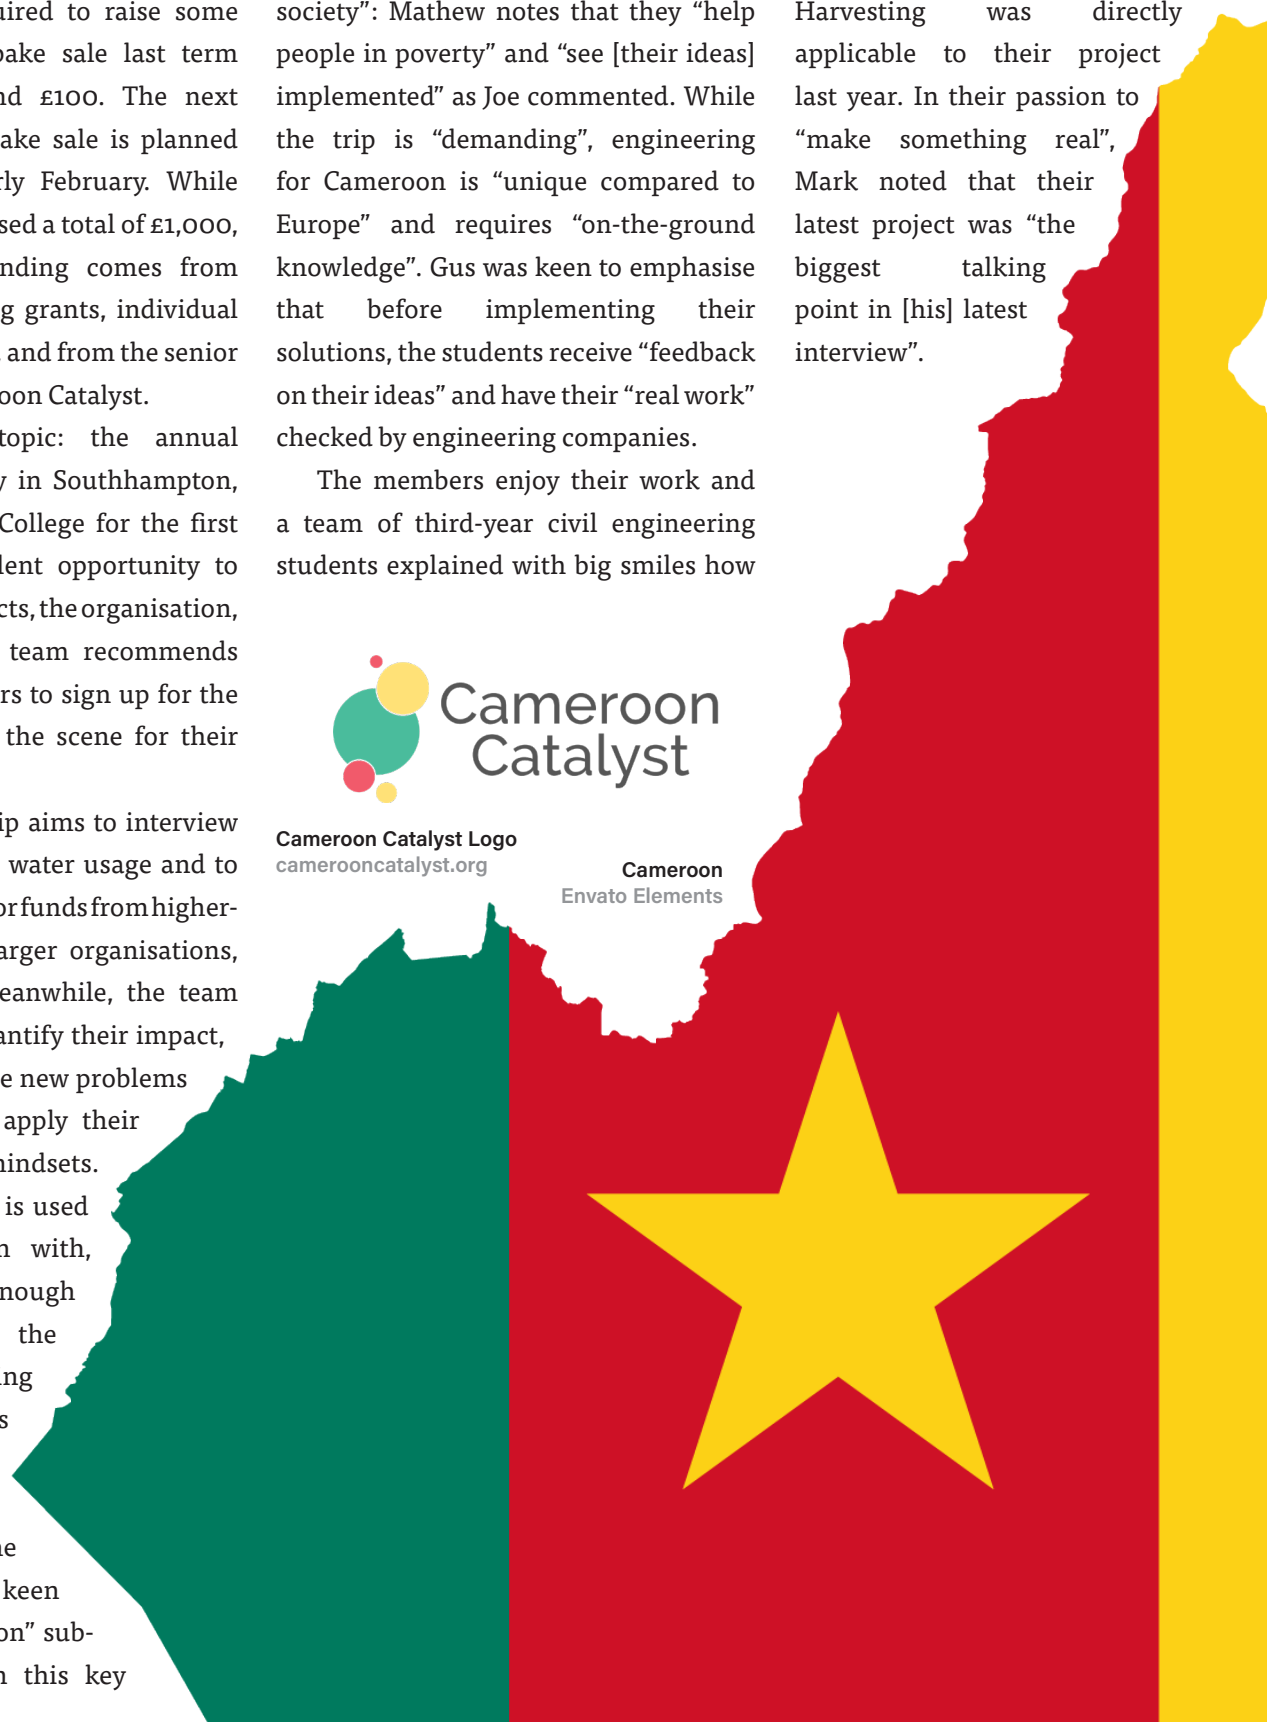 uired to raise some
bake sale last term
nd £100. The next
ake sale is planned
rly February. While
sed a total of £1,000,
nding comes from
g grants, individual
and from the senior
oon Catalyst.
topic: the annual
y in Southhampton,
College for the first
lent opportunity to
cts, the organisation,
team recommends
rs to sign up for the
the scene for their
ip aims to interview
water usage and to
or funds from higher-
arger organisations,
eanwhile, the team
antify their impact,
e new problems
apply their
mindsets.
is used
n with,
nough
the
ing
s
ne
keen
on” sub-
n this key
society”: Mathew notes that they “help
people in poverty” and “see [their ideas]
implemented” as Joe commented. While
the trip is “demanding”, engineering
for Cameroon is “unique compared to
Europe” and requires “on-the-ground
knowledge”. Gus was keen to emphasise
that before implementing their
solutions, the students receive “feedback
on their ideas” and have their “real work”
checked by engineering companies.
The members enjoy their work and
a team of third-year civil engineering
students explained with big smiles how
Cameroon
Catalyst
Cameroon Catalyst Logo
camerooncatalyst.org
Cameroon
Envato Elements
Harvesting was directly
applicable to their project
last year. In their passion to
“make something real”,
Mark noted that their
latest project was “the
biggest talking
point in [his] latest
interview”.